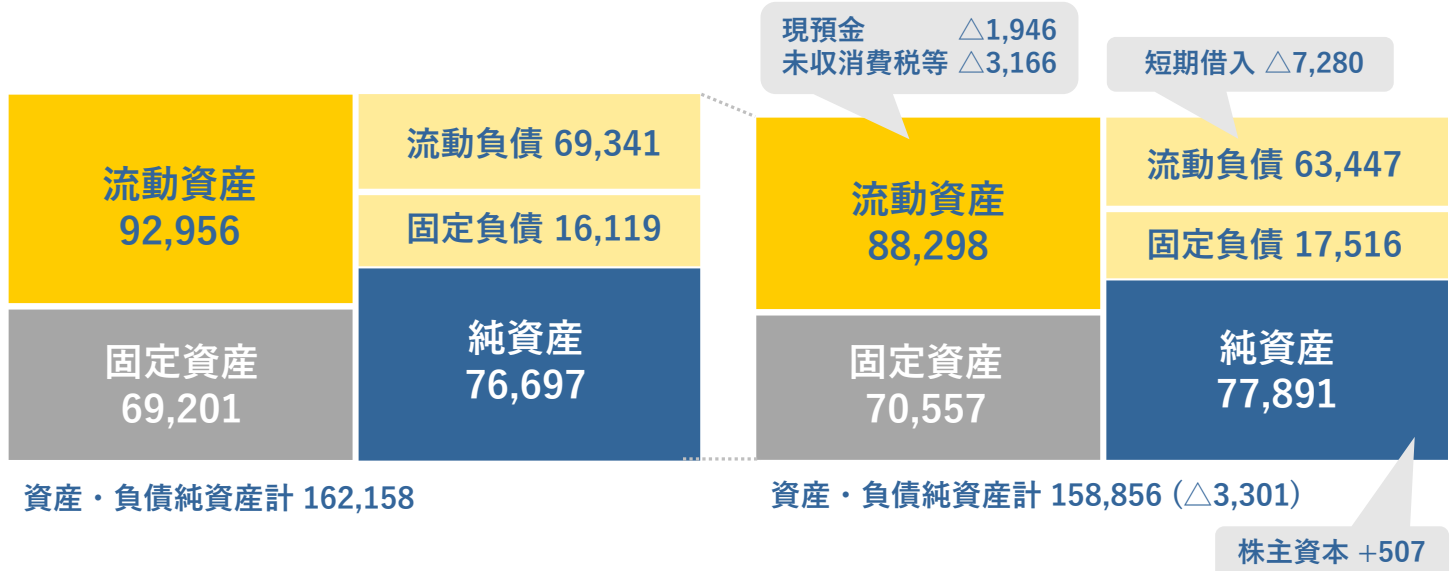 流動資産
92,956
固定資産
69,201
流動負債 69,341
固定負債 16,119
純資産
76,697
資産・負債純資産計 162,158
現預金 △1,946
未収消費税等 △3,166
短期借入 △7,280
流動資産
88,298
固定資産
70,557
流動負債 63,447
固定負債 17,516
純資産
77,891
資産・負債純資産計 158,856 (△3,301)
株主資本 +507